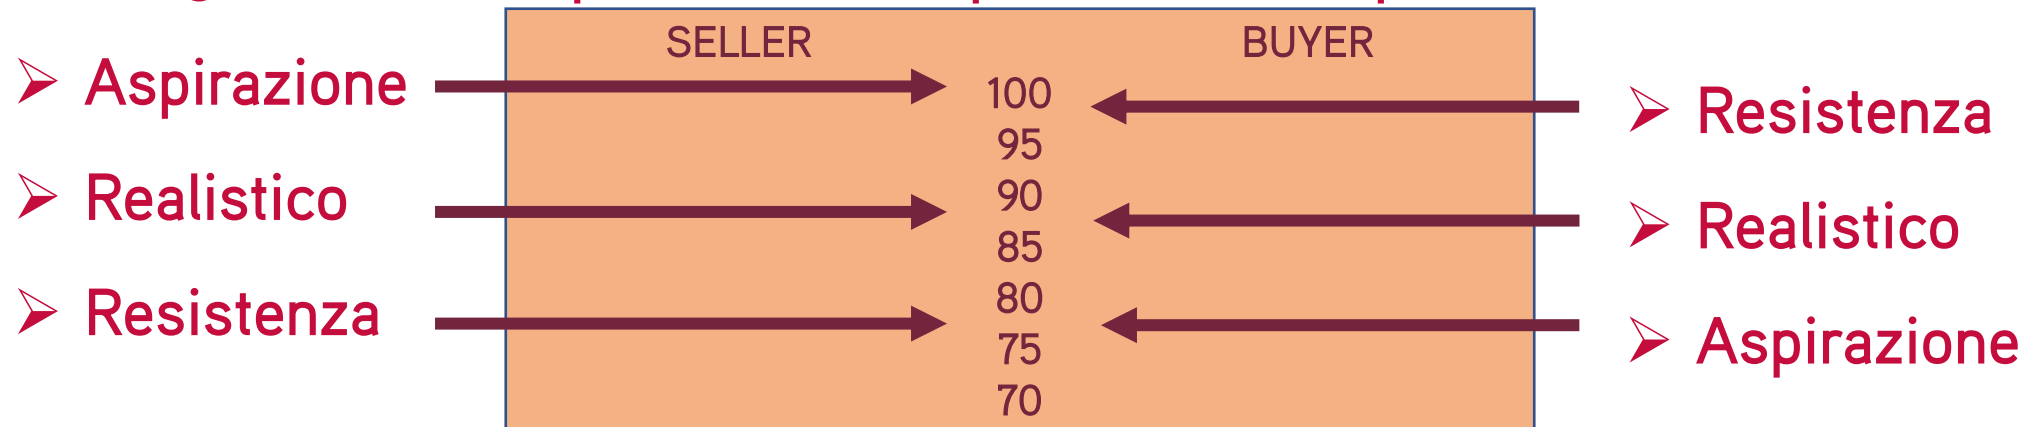 SELLER BUYER
Aspirazione
Realistico
Resistenza
100
95
90
85
80
75
70
Resistenza
Realistico
Aspirazione